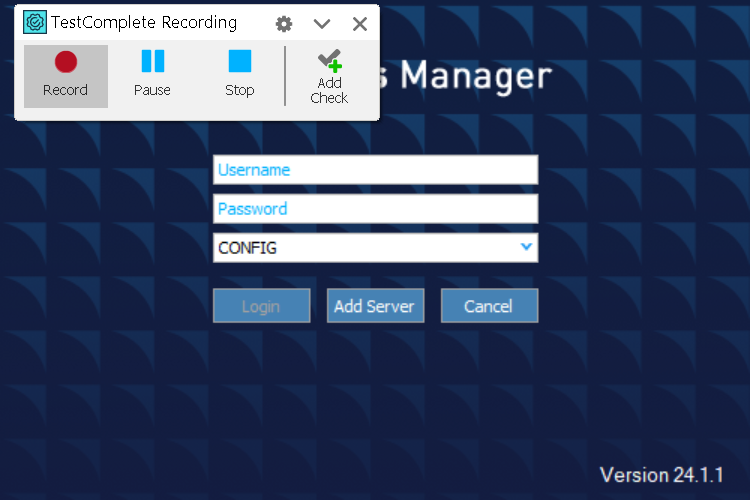 TestComplete Recording
Record
Pause
Stop
Add
Check
s Manager
Username
Password
CONFIG
Login
Add Server
Cancel
Version 24.1.1